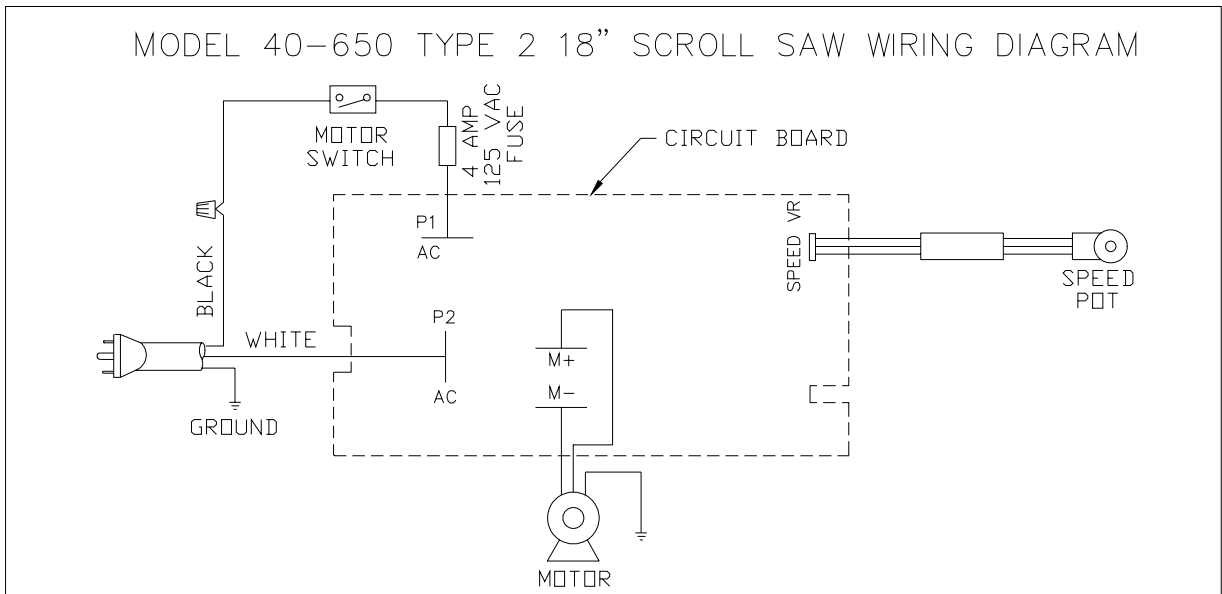 MODEL 40-650 TYPE 2 18” SCROLL SAW WIRING DIAGRAM
MOTOR
SWITCH
4 AMP
125 VAC
FUSE
CIRCUIT BOARD
P1
AC
SPEED VR
SPEED
POT
BLACK
WHITE
P2
AC
M+
M-
GROUND
MOTOR